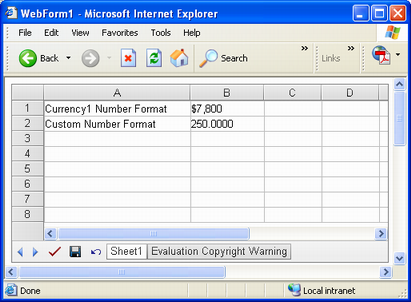 WebForm1 - Microsoft Internet Explorer
File Edit View Favorites Tools Help
Back Search Links
A B C D
1 Currency1 Number Format $7,800
2 Custom Number Format 250.0000
3
4
5
6
7
8
Sheet1 Evaluation Copyright Warning
Done Local intranet